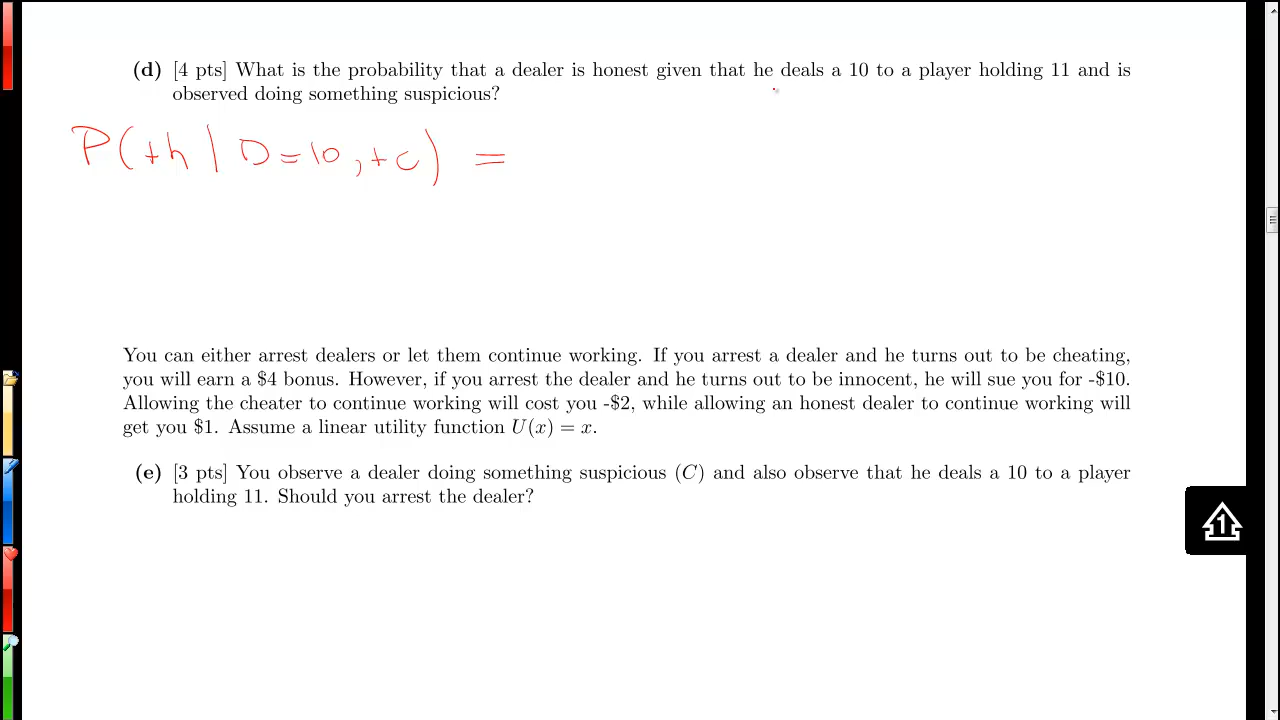 (d) [4 pts] What is the probability that a dealer is honest given that he deals a 10 to a player holding 11 and is
observed doing something suspicious?
P(+h | D=10, +c) =
You can either arrest dealers or let them continue working. If you arrest a dealer and he turns out to be cheating,
you will earn a $4 bonus. However, if you arrest the dealer and he turns out to be innocent, he will sue you for -$10.
Allowing the cheater to continue working will cost you -$2, while allowing an honest dealer to continue working will
get you $1. Assume a linear utility function U(x) = x.
(e) [3 pts] You observe a dealer doing something suspicious (C) and also observe that he deals a 10 to a player
holding 11. Should you arrest the dealer?
1